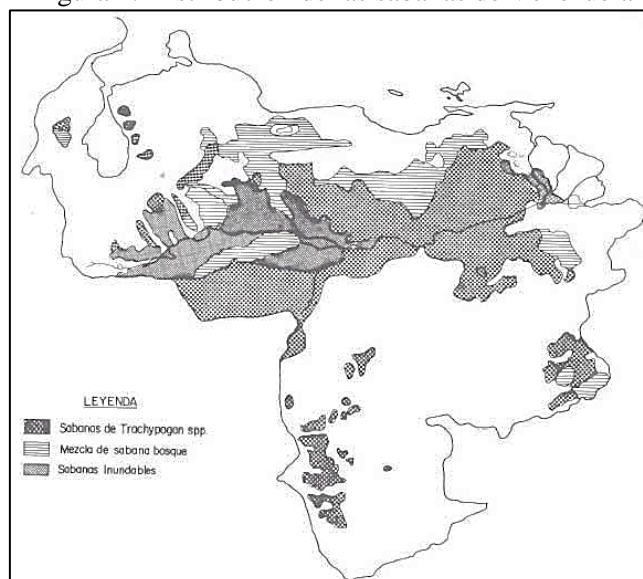 LEYENDA
Sabanas de Trachypogon spp.
Mezcla de sabana bosque
Sabanas Inundables